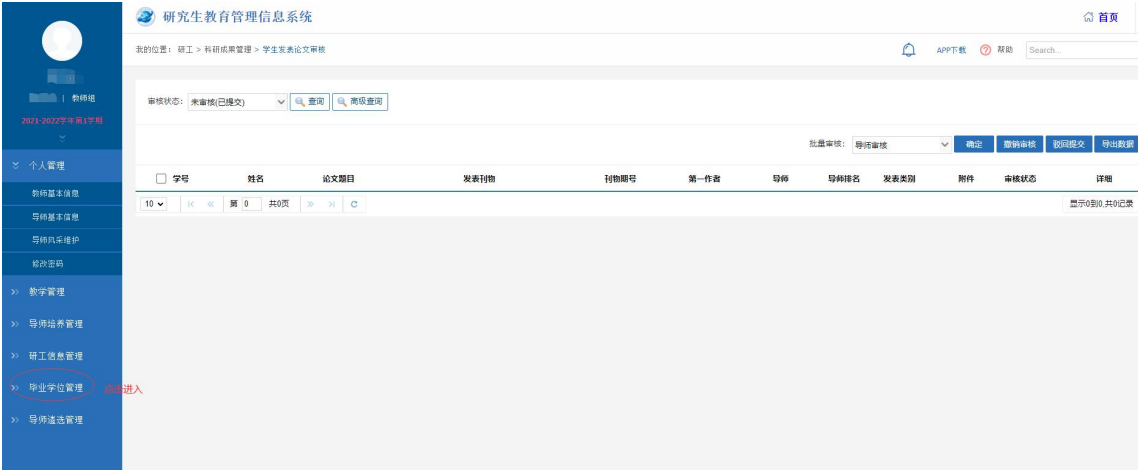 研究生教育管理信息系统
首页
我的位置： 研工 > 科研成果管理 > 学生发表论文审核
APP下载 帮助 Search...
| 教师组
2021-2022学年第1学期
个人管理
教师基本信息
导师基本信息
导师风采维护
修改密码
教学管理
导师培养管理
研工信息管理
毕业学位管理 点击进入
导师遴选管理
审核状态： 未审核(已提交) 查询 高级查询
批量审核： 导师审核 确定 撤销审核 驳回提交 导出数据
学号 姓名 论文题目 发表刊物 刊物期号 第一作者 导师 导师排名 发表类别 附件 审核状态 详细
10 第 0 共0页 显示0到0,共0记录